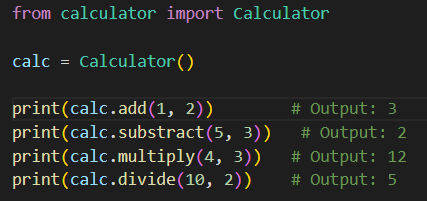 from calculator import Calculator
calc = Calculator()
print(calc.add(1, 2))        # Output: 3
print(calc.substract(5, 3))   # Output: 2
print(calc.multiply(4, 3))   # Output: 12
print(calc.divide(10, 2))    # Output: 5